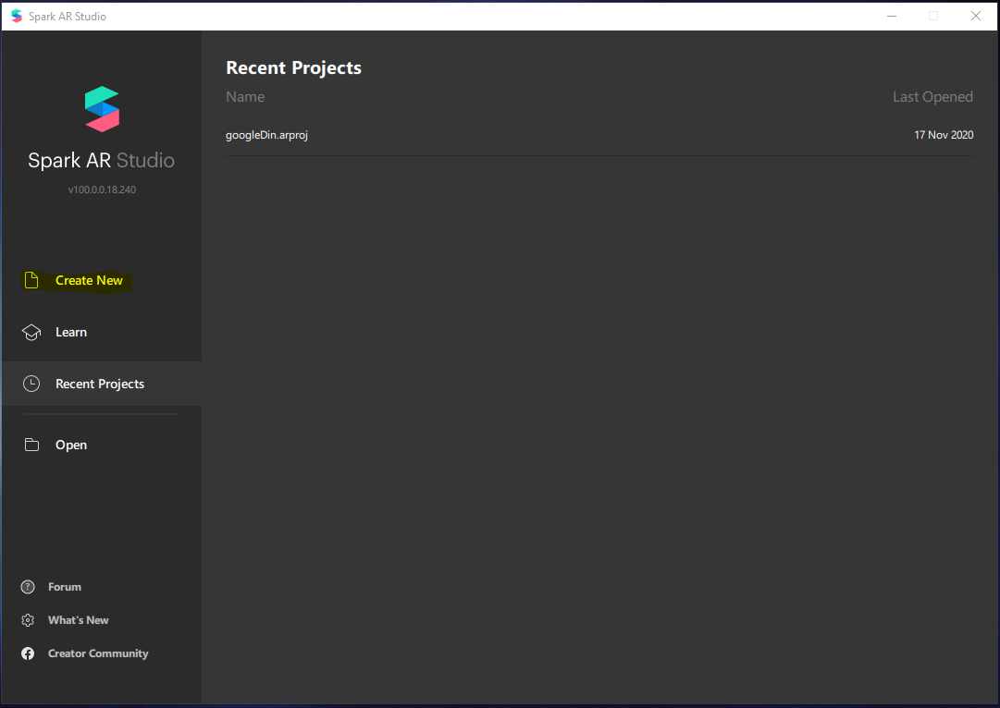 Spark AR Studio
Spark AR Studio
v100.0.0.18.240
Create New
Learn
Recent Projects
Open
Forum
What's New
Creator Community
Recent Projects
Name Last Opened
googleDin.arproj 17 Nov 2020